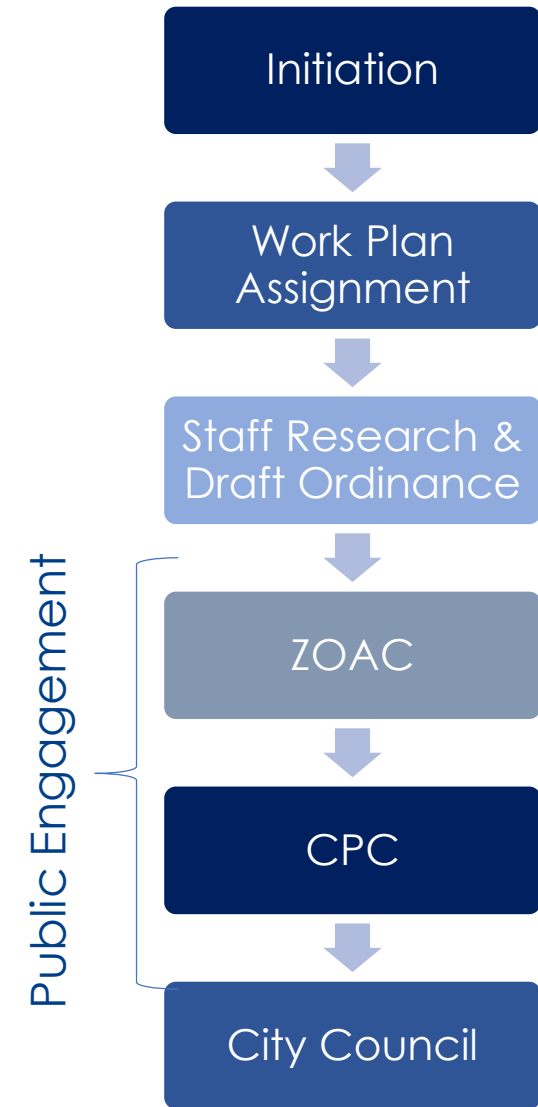 Initiation
Work Plan
Assignment
Staff Research &
Draft Ordinance
Public Engagement
ZOAC
CPC
City Council